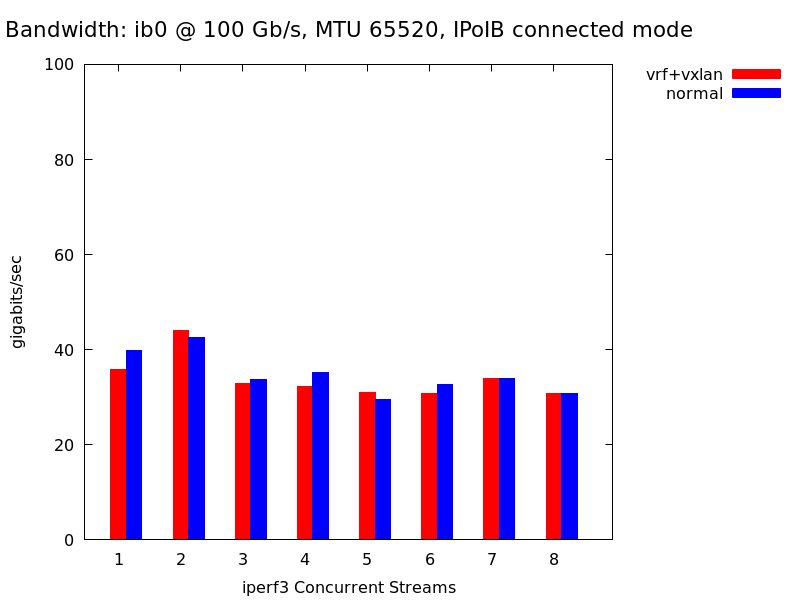 Bandwidth: ib0 @ 100 Gb/s, MTU 65520, IPoIB connected mode
vrf+vxlan
normal
100
80
60
40
20
0
gigabits/sec
1 2 3 4 5 6 7 8
iperf3 Concurrent Streams